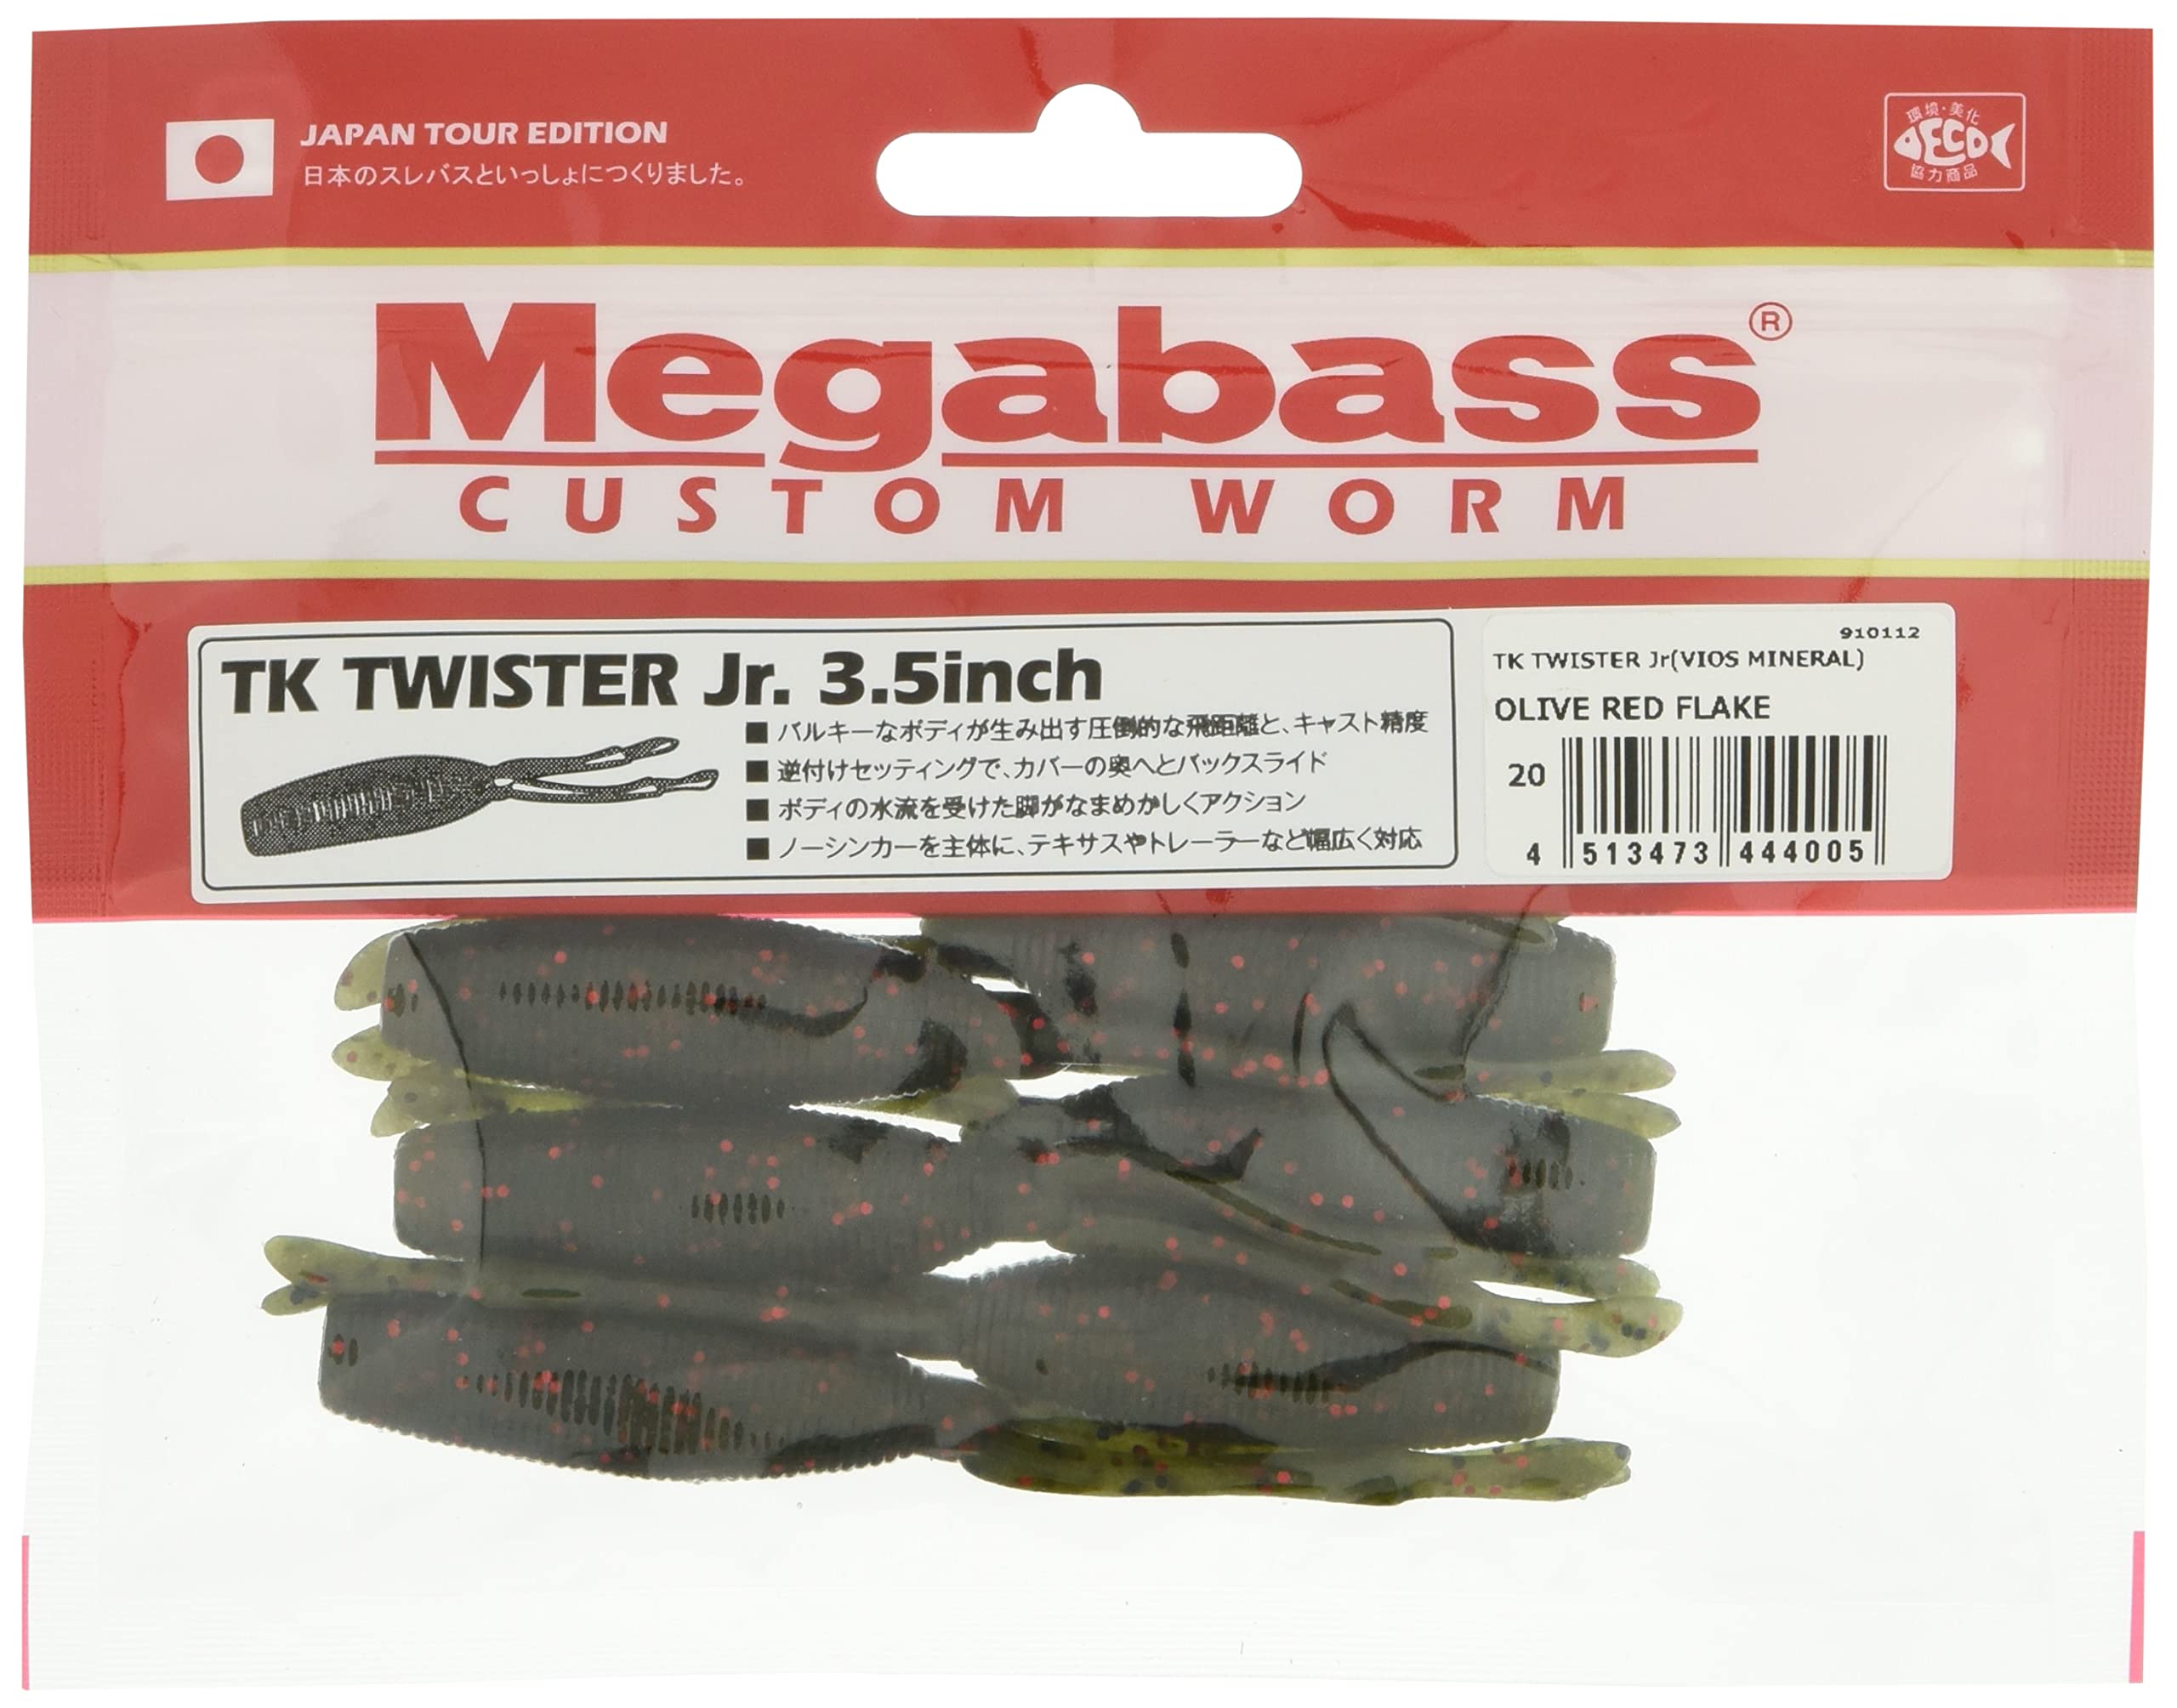 JAPAN TOUR EDITION
日本のスレバスといっしょにつくりました。
環境・美化
ECO
協力商品
Megabass®
CUSTOM WORM
TK TWISTER Jr. 3.5inch
■ バルキーなボディが生み出す圧倒的な飛距離と、キャスト精度
■ 逆付けセッティングで、カバーの奥へとバックスライド
■ ボディの水流を受けた脚がなまめかしくアクション
■ ノーシンカーを主体に、テキサスやトレーラーなど幅広く対応
910112
TK TWISTER Jr(VIOS MINERAL)
OLIVE RED FLAKE
20
4 513473 444005